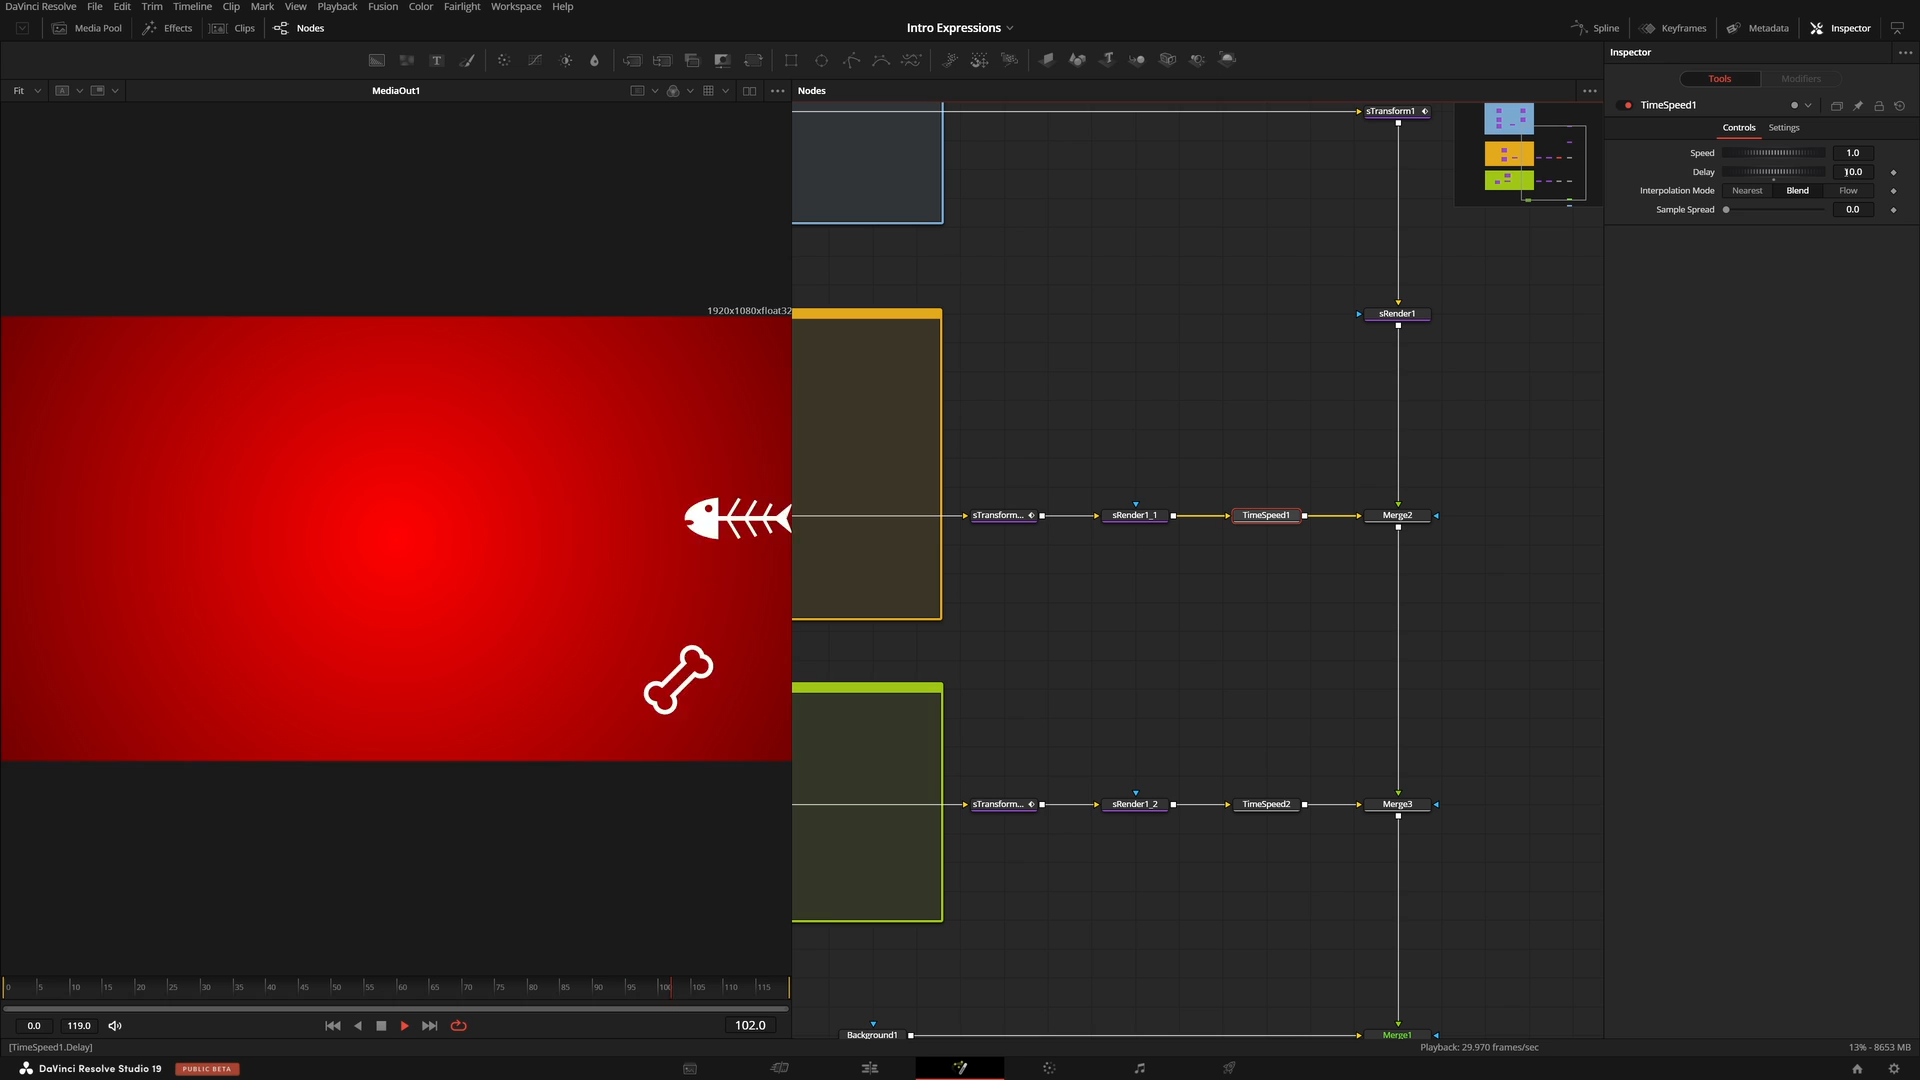 DaVinci Resolve File Edit Trim Timeline Clip Mark View Playback Fusion Color Fairlight Workspace Help
Media Pool Effects Clips Nodes Intro Expressions Spline Keyframes Metadata Inspector
Inspector
Tools Modifiers
Fit MediaOut1 Nodes
TimeSpeed1
sTransform1
Controls Settings
Speed 1.0
Delay 10.0
Interpolation Mode Nearest Blend Flow
Sample Spread 0.0
1920x1080xfloat32
sRender1
sTransform... sRender1_1 TimeSpeed1 Merge2
sTransform... sRender1_2 TimeSpeed2 Merge3
0 5 10 15 20 25 30 35 40 45 50 55 60 65 70 75 80 85 90 95 100 105 110 115
0.0 119.0 102.0
Background1 Merge1
[TimeSpeed1.Delay] Playback: 29.970 frames/sec 13% - 8653 MB
DaVinci Resolve Studio 19 PUBLIC BETA